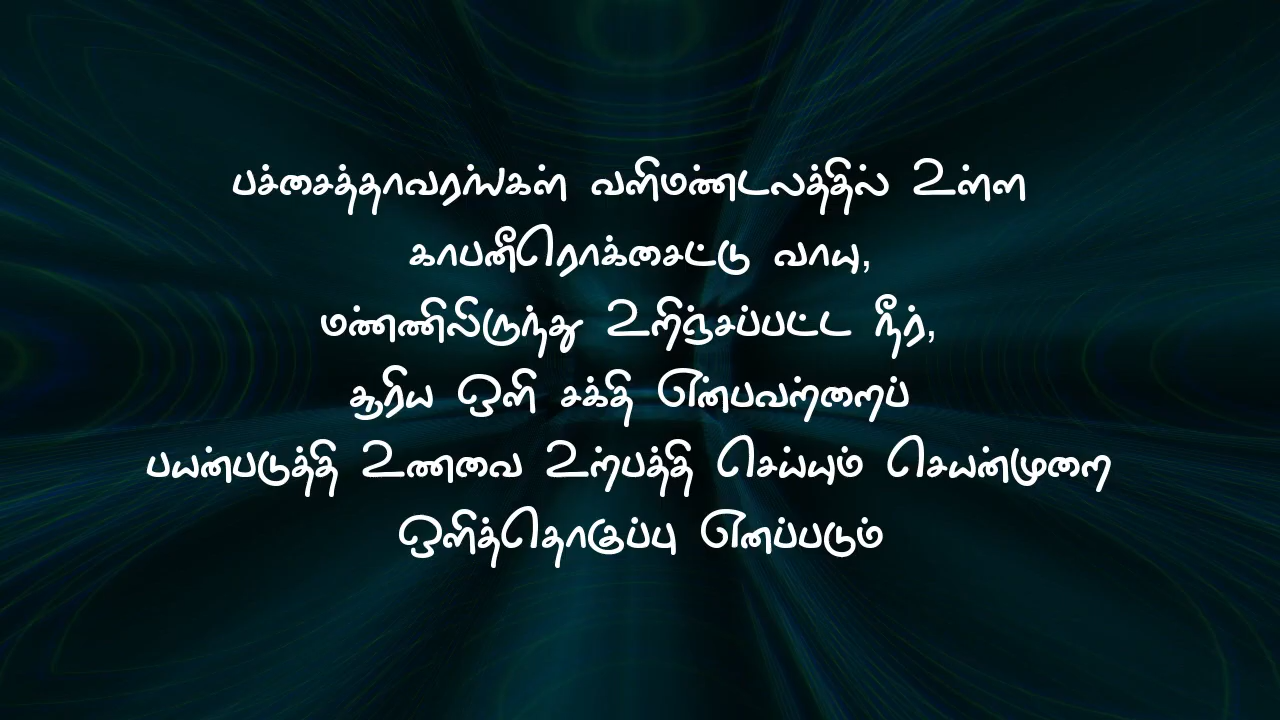 பச்சைத்தாவரங்கள் வளிமண்டலத்தில் உள்ள
காபனீரொக்சைட்டு வாயு,
மண்ணிலிருந்து உறிஞ்சப்பட்ட நீர்,
சூரிய ஒளி சக்தி என்பவற்றைப்
பயன்படுத்தி உணவை உற்பத்தி செய்யும் செயன்முறை
ஒளித்தொகுப்பு எனப்படும்